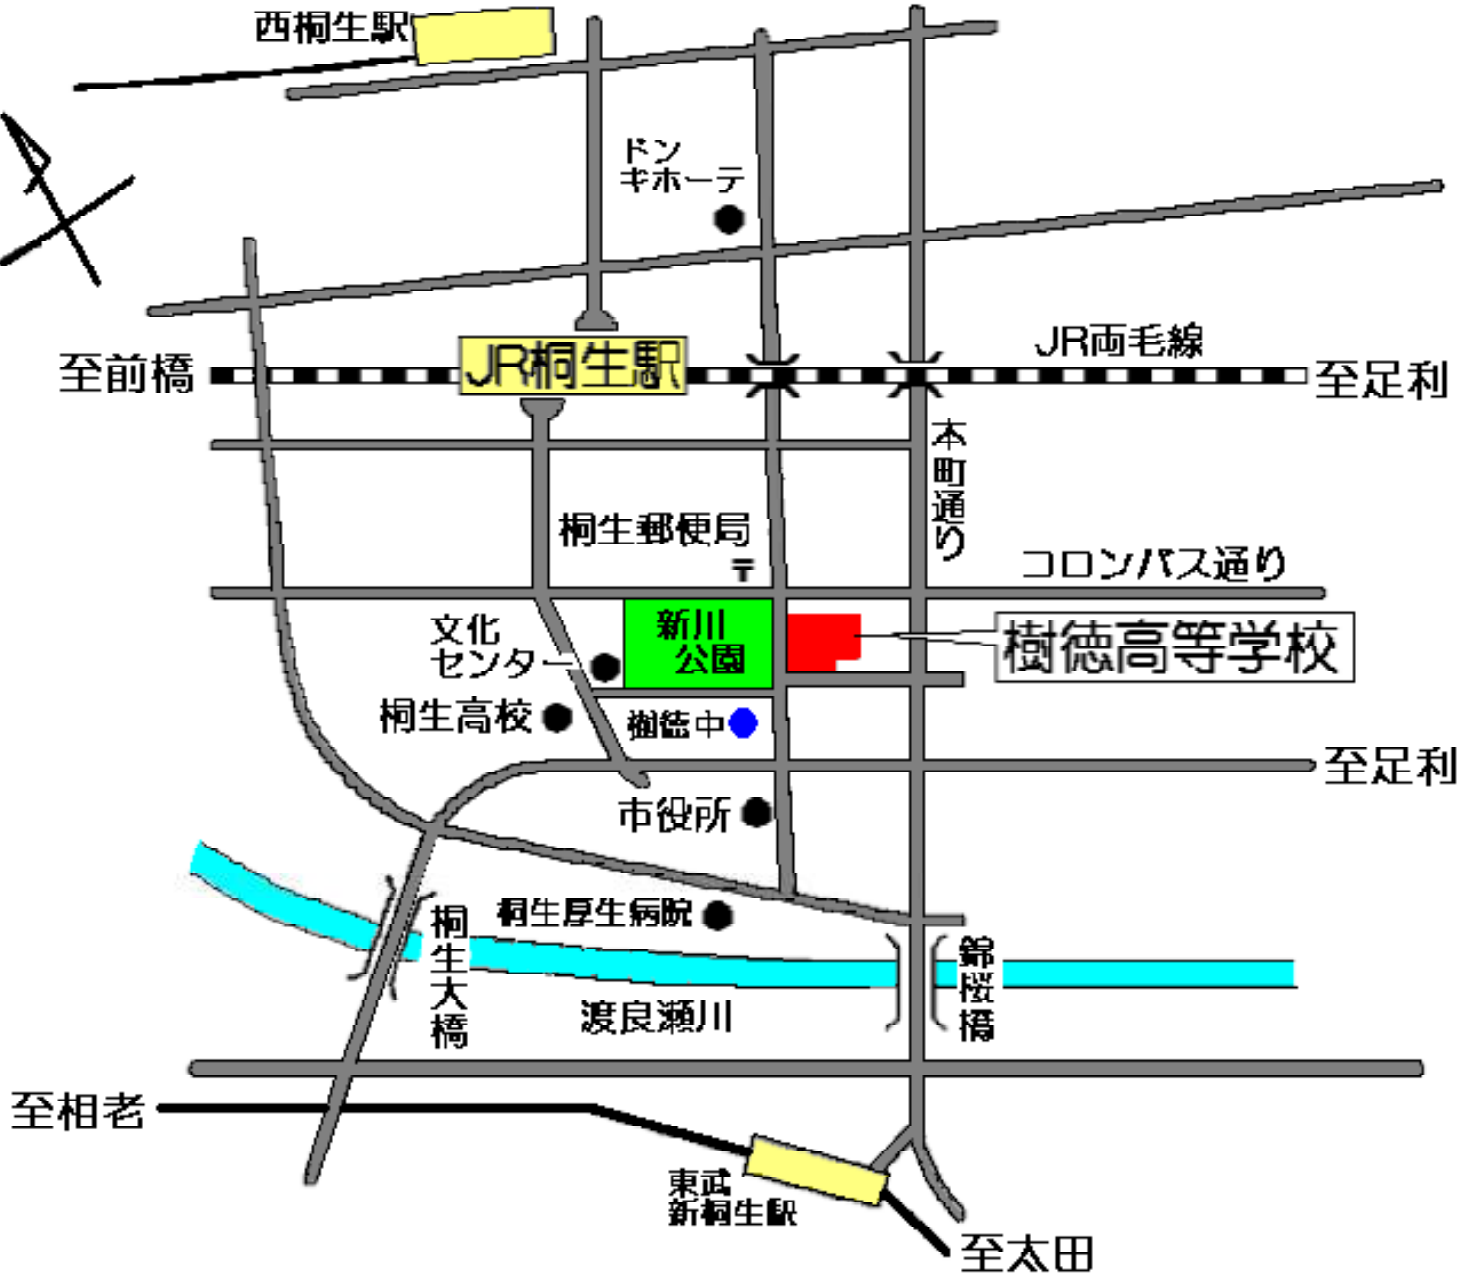 西桐生駅
ドン
キホーテ
JR両毛線
至前橋
JR桐生駅
至足利
本町通り
桐生郵便局
〒
コロンバス通り
文化
センター
新川
公園
樹徳高等学校
桐生高校
樹徳中
至足利
市役所
桐生厚生病院
桐生大橋
錦桜橋
渡良瀬川
至相老
東武
新桐生駅
至太田